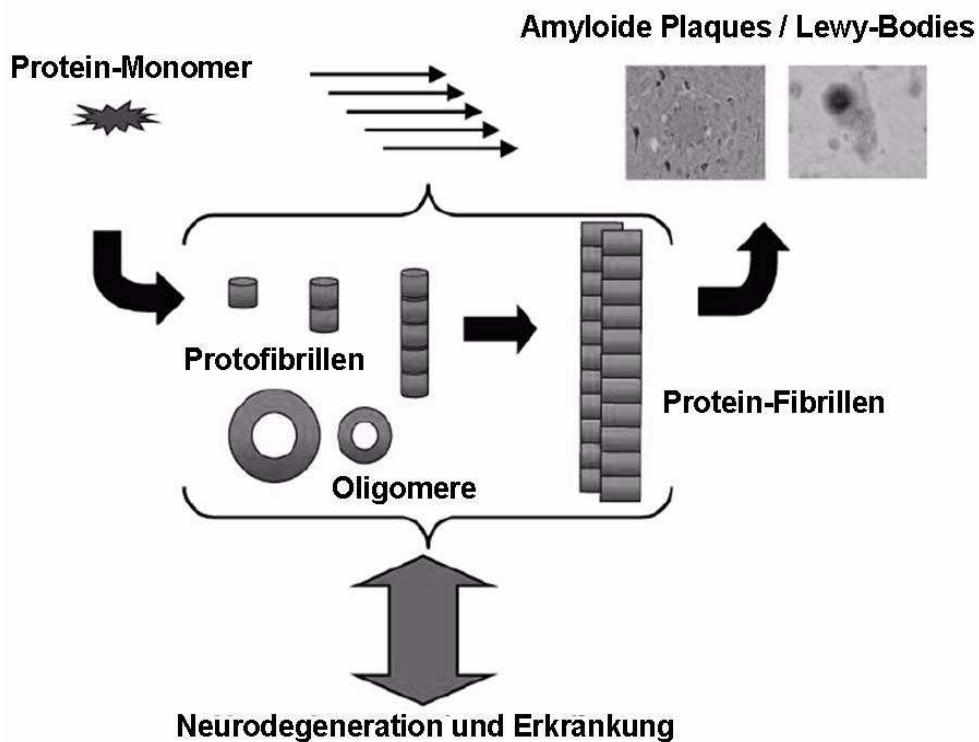 Amyloide Plaques / Lewy-Bodies
Protein-Monomer
Protofibrillen
Protein-Fibrillen
Oligomere
Neurodegeneration und Erkrankung